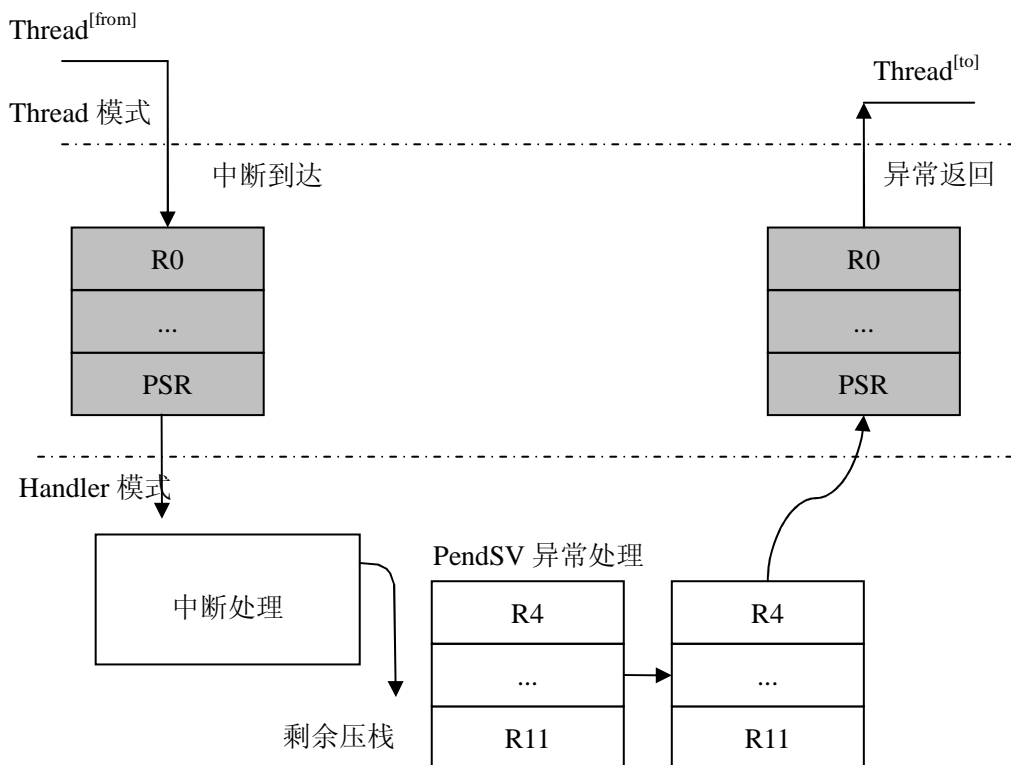 Thread[from]
Thread[to]
Thread 模式
中断到达
异常返回
R0
...
PSR
R0
...
PSR
Handler 模式
中断处理
PendSV 异常处理
R4
...
R11
R4
...
R11
剩余压栈